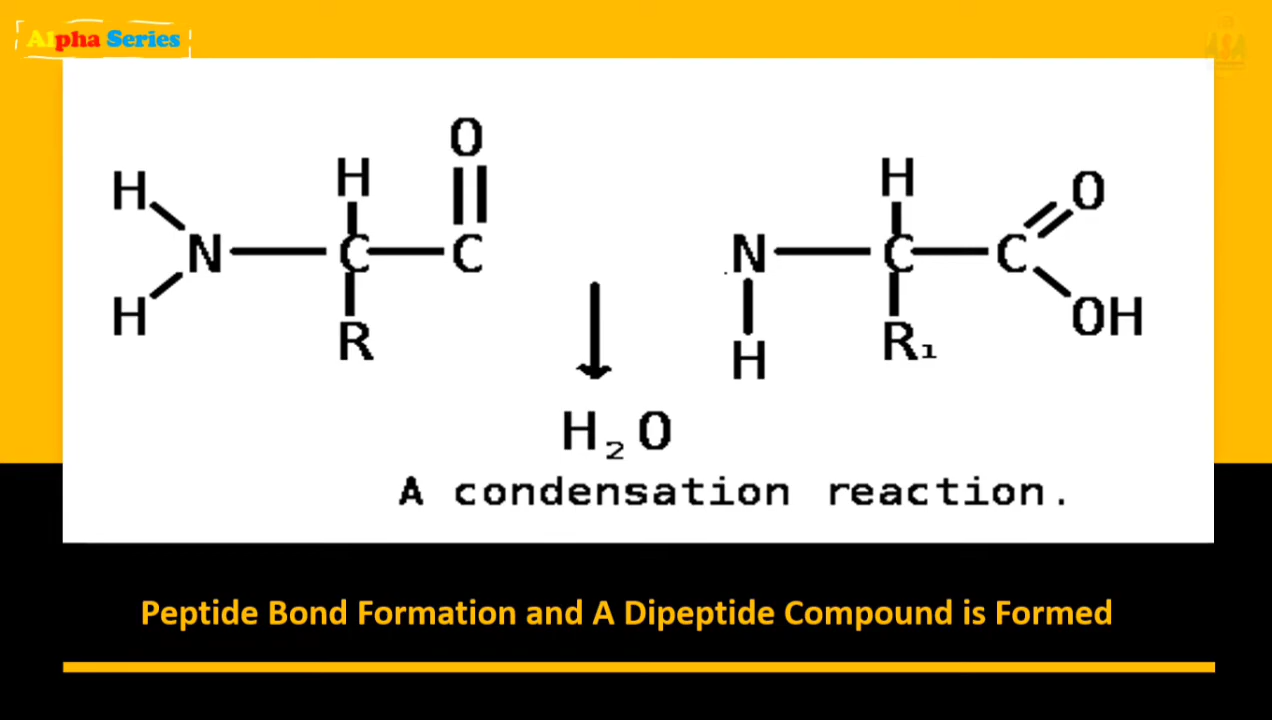 Alpha Series
O
H H H O
N C C N C C
H R H R₁ OH
H₂O
A condensation reaction.
Peptide Bond Formation and A Dipeptide Compound is Formed